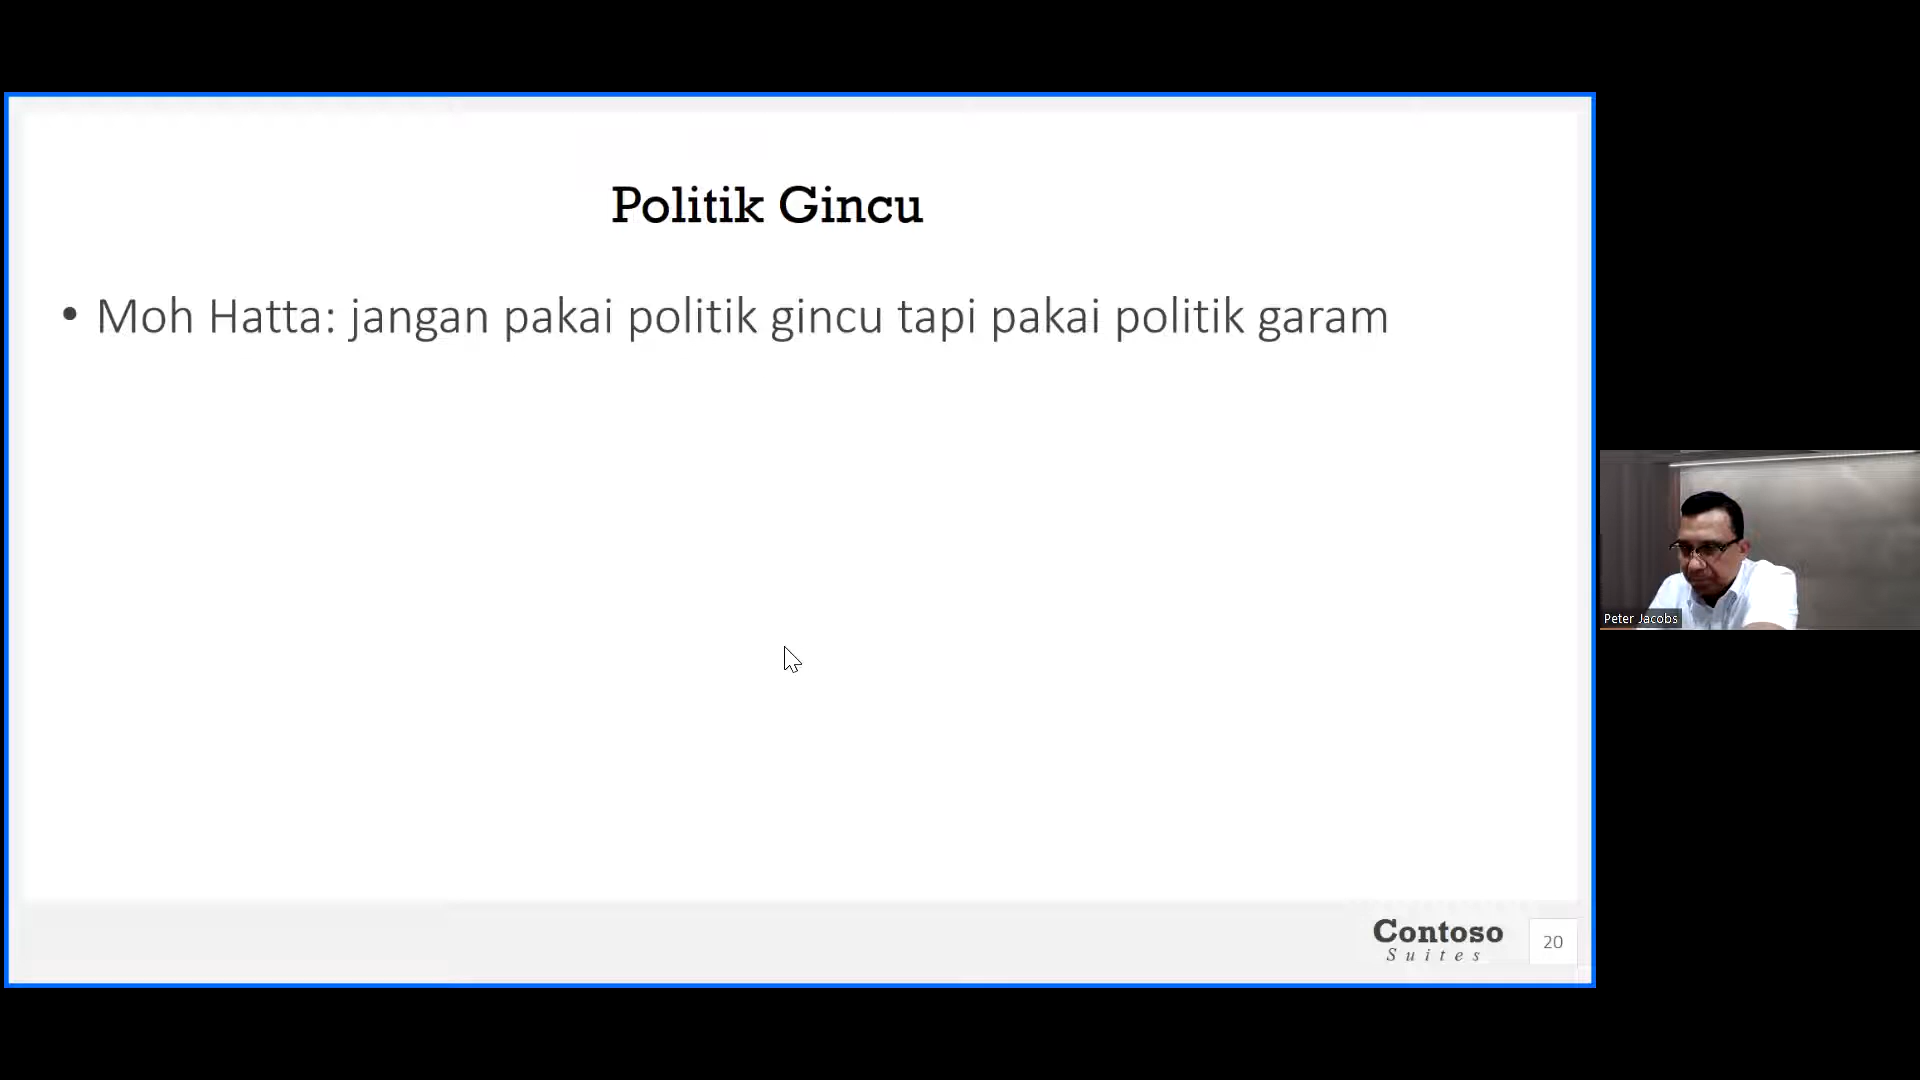 Politik Gincu
• Moh Hatta: jangan pakai politik gincu tapi pakai politik garam
Peter Jacobs
Contoso
Suites
20